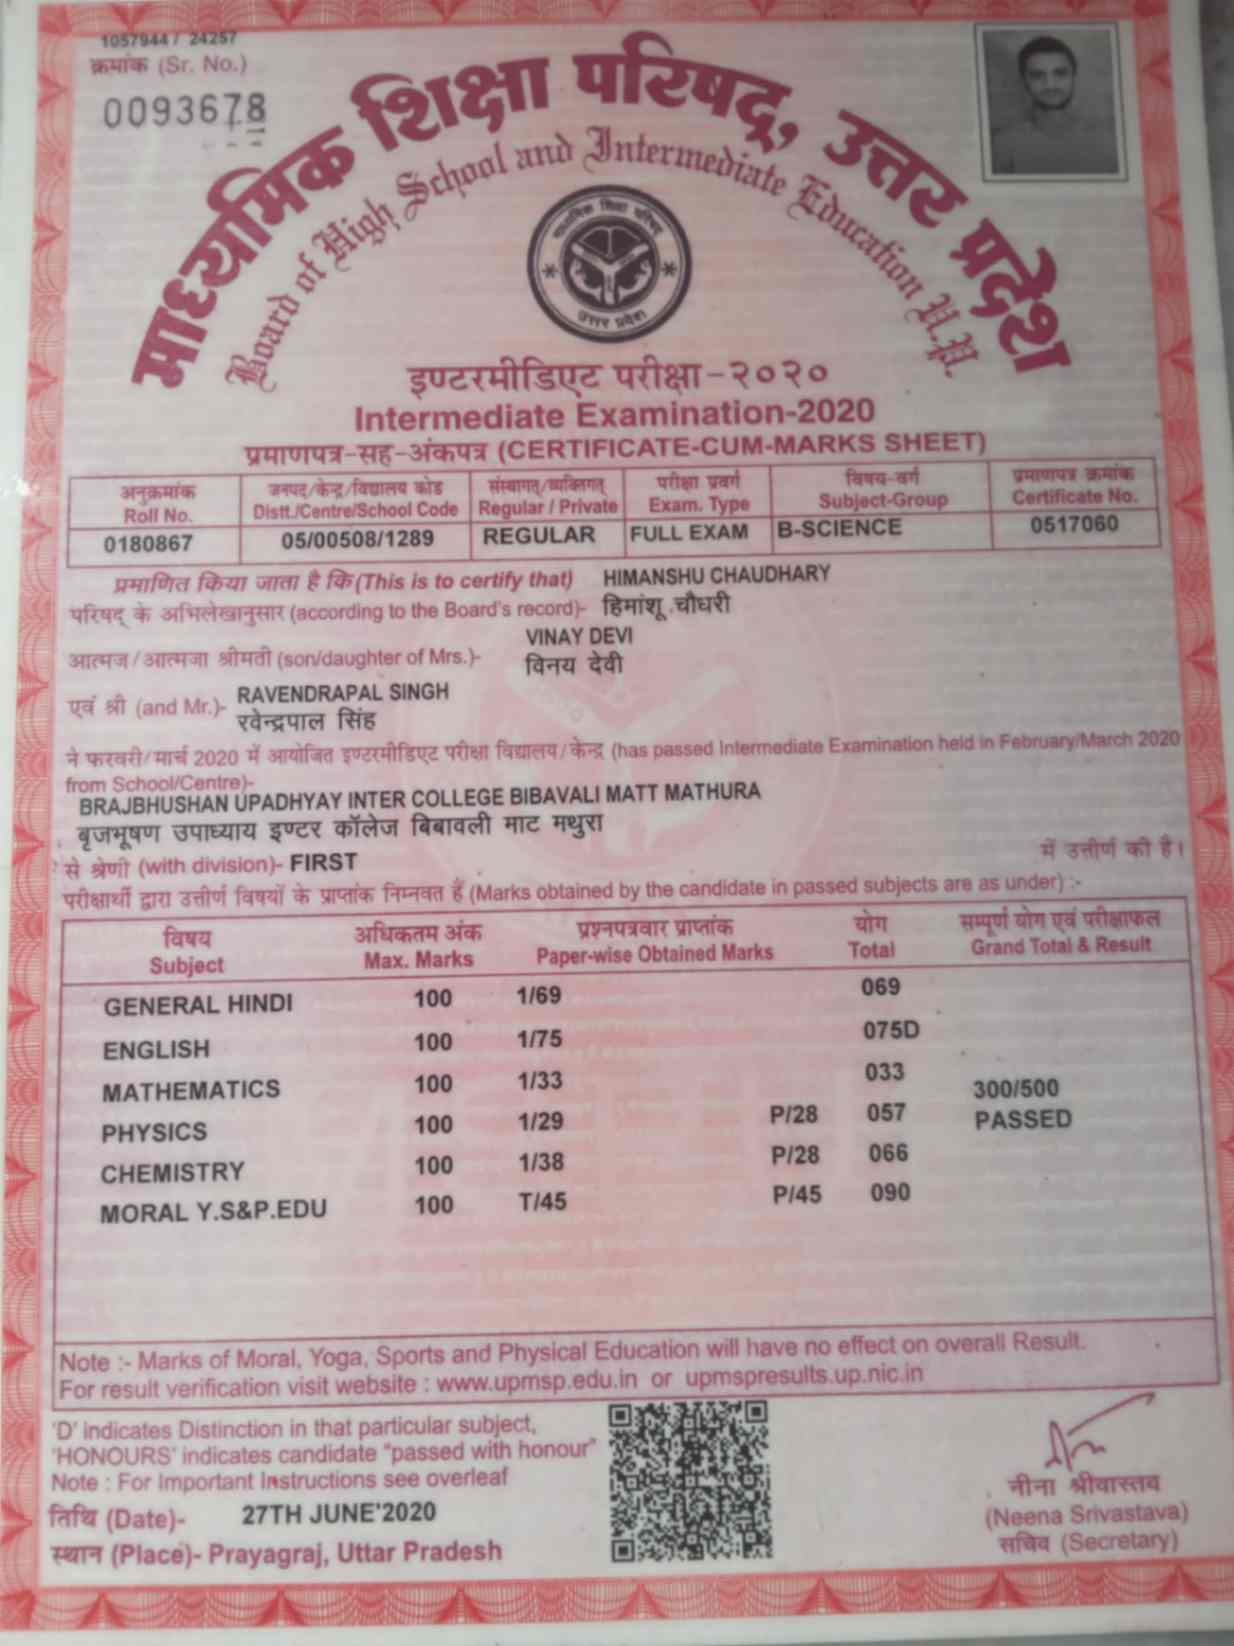 1057944 / 24257
क्रमांक (Sr. No.)
0093678
माध्यमिक शिक्षा परिषद्, उत्तर प्रदेश
Board of High School and Intermediate Education U.P.
माध्यमिक शिक्षा परिषद्
उत्तर प्रदेश
इण्टरमीडिएट परीक्षा-२०२०
Intermediate Examination-2020
प्रमाणपत्र-सह-अंकपत्र (CERTIFICATE-CUM-MARKS SHEET)
अनुक्रमांक जनपद/केन्द्र/विद्यालय कोड संस्थागत्/व्यक्तिगत् परीक्षा प्रवर्ग विषय-वर्ग प्रमाणपत्र क्रमांक
Roll No. Distt./Centre/School Code Regular / Private Exam. Type Subject-Group Certificate No.
0180867 05/00508/1289 REGULAR FULL EXAM B-SCIENCE 0517060
प्रमाणित किया जाता है कि (This is to certify that) HIMANSHU CHAUDHARY
परिषद् के अभिलेखानुसार (according to the Board's record)- हिमांशू चौधरी
VINAY DEVI
आत्मज/आत्मजा श्रीमती (son/daughter of Mrs.)- विनय देवी
एवं श्री (and Mr.)- RAVENDRAPAL SINGH
रवेन्द्रपाल सिंह
ने फरवरी/मार्च 2020 में आयोजित इण्टरमीडिएट परीक्षा विद्यालय/केन्द्र (has passed Intermediate Examination held in February/March 2020
from School/Centre)-
BRAJBHUSHAN UPADHYAY INTER COLLEGE BIBAVALI MATT MATHURA
बृजभूषण उपाध्याय इण्टर कॉलेज बिबावली माट मथुरा
से श्रेणी (with division)- FIRST में उत्तीर्ण की है।
परीक्षार्थी द्वारा उत्तीर्ण विषयों के प्राप्तांक निम्नवत हैं (Marks obtained by the candidate in passed subjects are as under) :-
विषय अधिकतम अंक प्रश्नपत्रवार प्राप्तांक योग सम्पूर्ण योग एवं परीक्षाफल
Subject Max. Marks Paper-wise Obtained Marks Total Grand Total & Result
GENERAL HINDI 100 1/69 069
ENGLISH 100 1/75 075D
MATHEMATICS 100 1/33 033 300/500
PHYSICS 100 1/29 P/28 057 PASSED
CHEMISTRY 100 1/38 P/28 066
MORAL Y.S&P.EDU 100 T/45 P/45 090
Note :- Marks of Moral, Yoga, Sports and Physical Education will have no effect on overall Result.
For result verification visit website : www.upmsp.edu.in or upmspresults.up.nic.in
'D' indicates Distinction in that particular subject,
'HONOURS' indicates candidate "passed with honour"
Note : For Important Instructions see overleaf
तिथि (Date)- 27TH JUNE'2020
स्थान (Place)- Prayagraj, Uttar Pradesh
नीना श्रीवास्तव
(Neena Srivastava)
सचिव (Secretary)